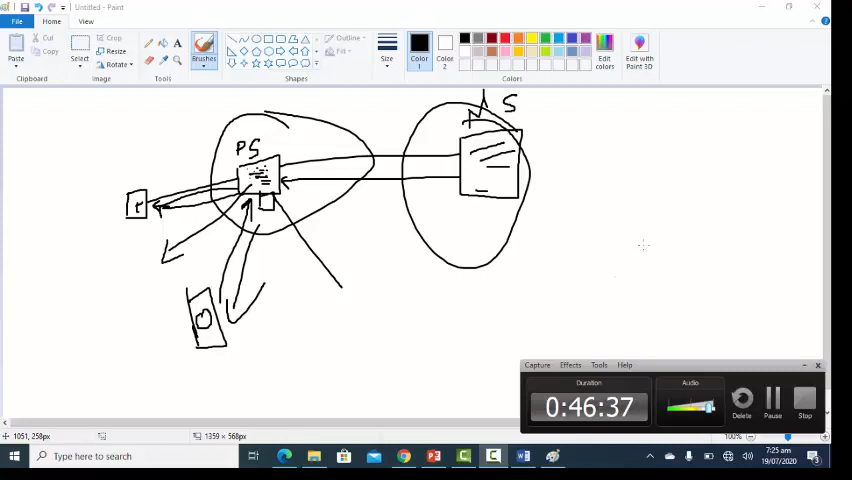 Untitled - Paint
File
Home
View
Paste
Cut
Copy
Clipboard
Select
Crop
Resize
Rotate
Image
Tools
Brushes
Outline
Fill
Shapes
Size
Color 1
Color 2
Edit colors
Edit with Paint 3D
Colors
S
PS
r
Capture Effects Tools Help
Duration
0:46:37
Audio
Delete
Pause
Stop
1051, 258px
1359 × 568px
100%
Type here to search
7:25 am
19/07/2020
3